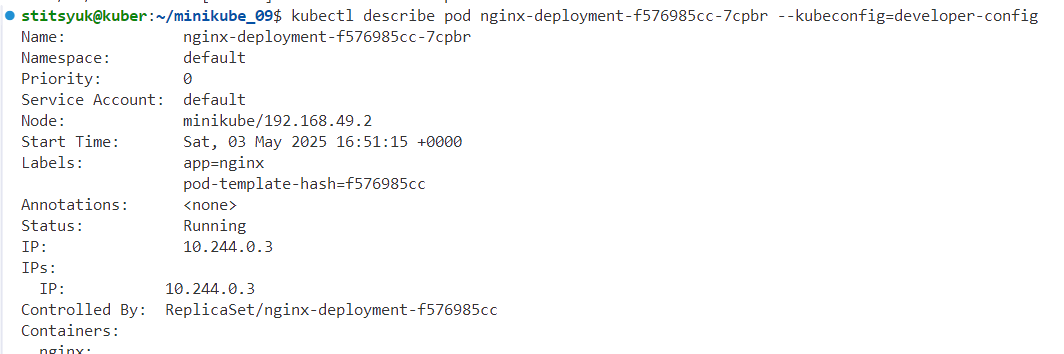 stitsyuk@kuber:~/minikube_09$ kubectl describe pod nginx-deployment-f576985cc-7cpbr --kubeconfig=developer-config
Name:             nginx-deployment-f576985cc-7cpbr
Namespace:        default
Priority:         0
Service Account:  default
Node:             minikube/192.168.49.2
Start Time:       Sat, 03 May 2025 16:51:15 +0000
Labels:           app=nginx
                  pod-template-hash=f576985cc
Annotations:      <none>
Status:           Running
IP:               10.244.0.3
IPs:
  IP:           10.244.0.3
Controlled By:  ReplicaSet/nginx-deployment-f576985cc
Containers:
  nginx: